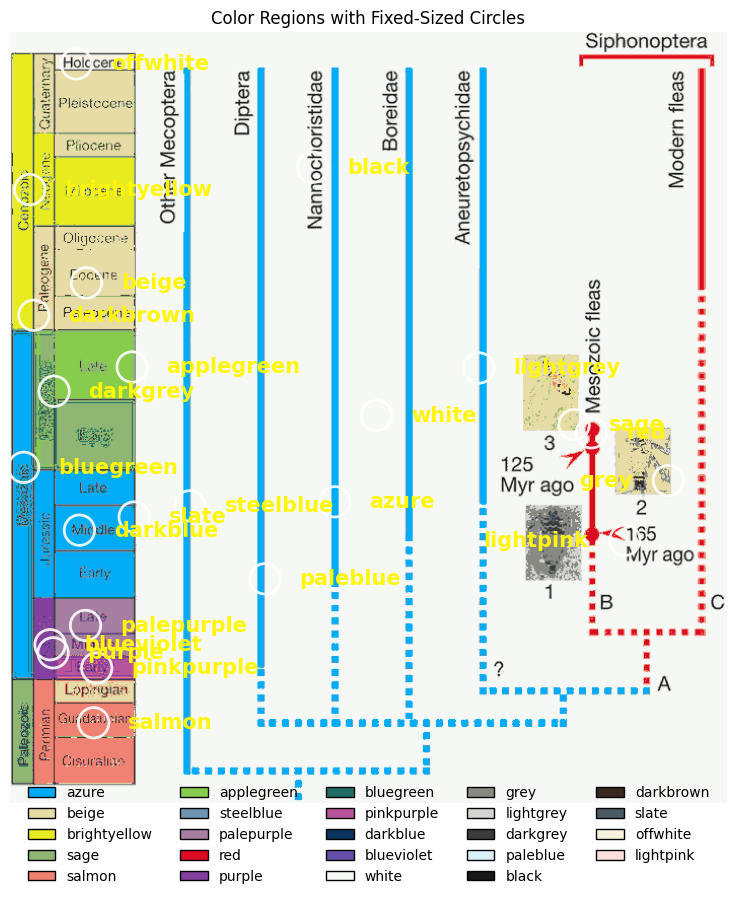 Color Regions with Fixed-Sized Circles
Siphonoptera
Holocene
offwhite
Quaternary
Pleistocene
Pliocene
Cenozoic
Neogene
brightyellow
Oligocene
Paleogene
Eocene
beige
Paleocene
darkbrown
Other Mecoptera
Diptera
Nannochoristidae
black
Boreidae
Aneuretopsychidae
Modern fleas
Mesozoic fleas
Late
applegreen
darkgrey
lightgrey
white
sage
red
Early
bluegreen
Mesozoic
Late
Jurassic
Middle
darkblue
slate
steelblue
azure
grey
3
125
Myr ago
2
lightpink
165
Myr ago
1
Early
paleblue
B
C
Late
palepurple
blueviolet
purple
Early
pinkpurple
?
A
Lopingian
Guadalupian
salmon
Paleozoic
Permian
Cisuralian
azure
beige
brightyellow
sage
salmon
applegreen
steelblue
palepurple
red
purple
bluegreen
pinkpurple
darkblue
blueviolet
white
grey
lightgrey
darkgrey
paleblue
black
darkbrown
slate
offwhite
lightpink